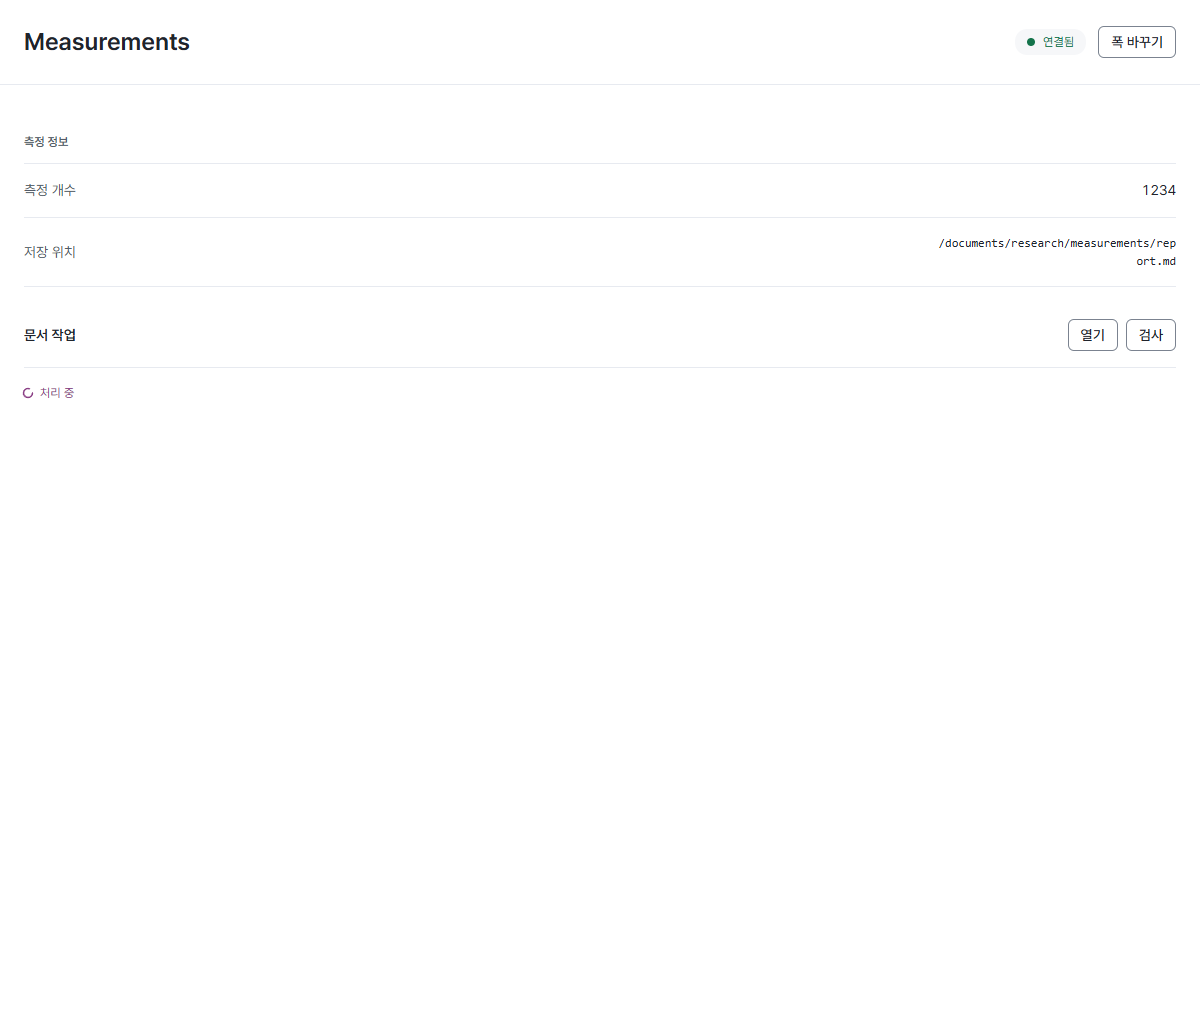 Measurements
연결됨
폭 바꾸기
측정 정보
측정 개수
1234
저장 위치
/documents/research/measurements/rep
ort.md
문서 작업
열기
검사
처리 중